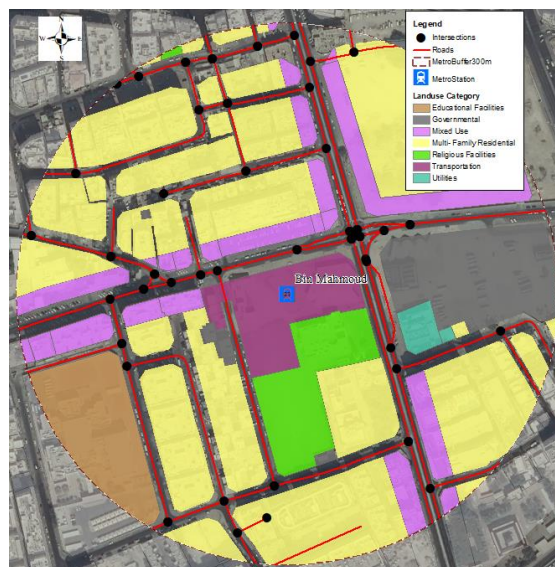 N
W
E
S
Legend
Intersections
Roads
MetroBuffer300m
MetroStation
Landuse Category
Educational Facilities
Governmental
Mixed Use
Multi- Family Residential
Religious Facilities
Transportation
Utilities
Bin Mahmoud